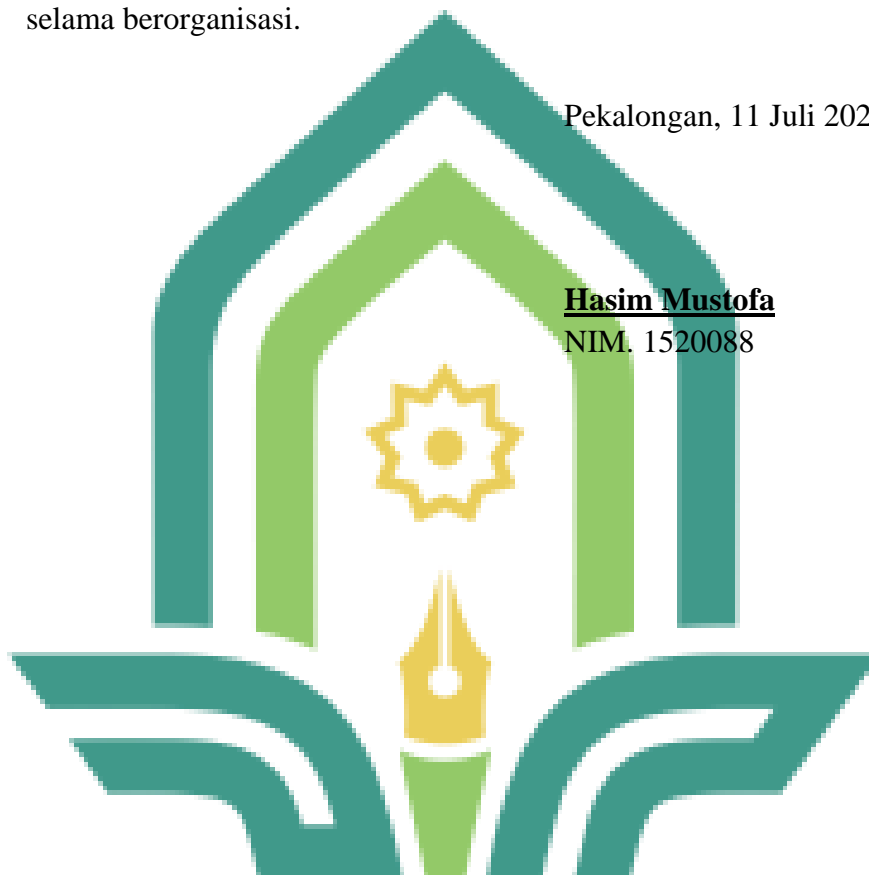 selama berorganisasi.
Pekalongan, 11 Juli 202
Hasim Mustofa
NIM. 1520088